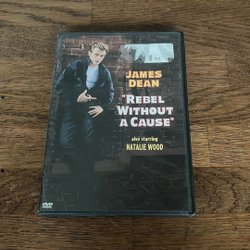 JAMES
DEAN
"REBEL
WITHOUT
A CAUSE"
also starring
NATALIE WOOD
DVD